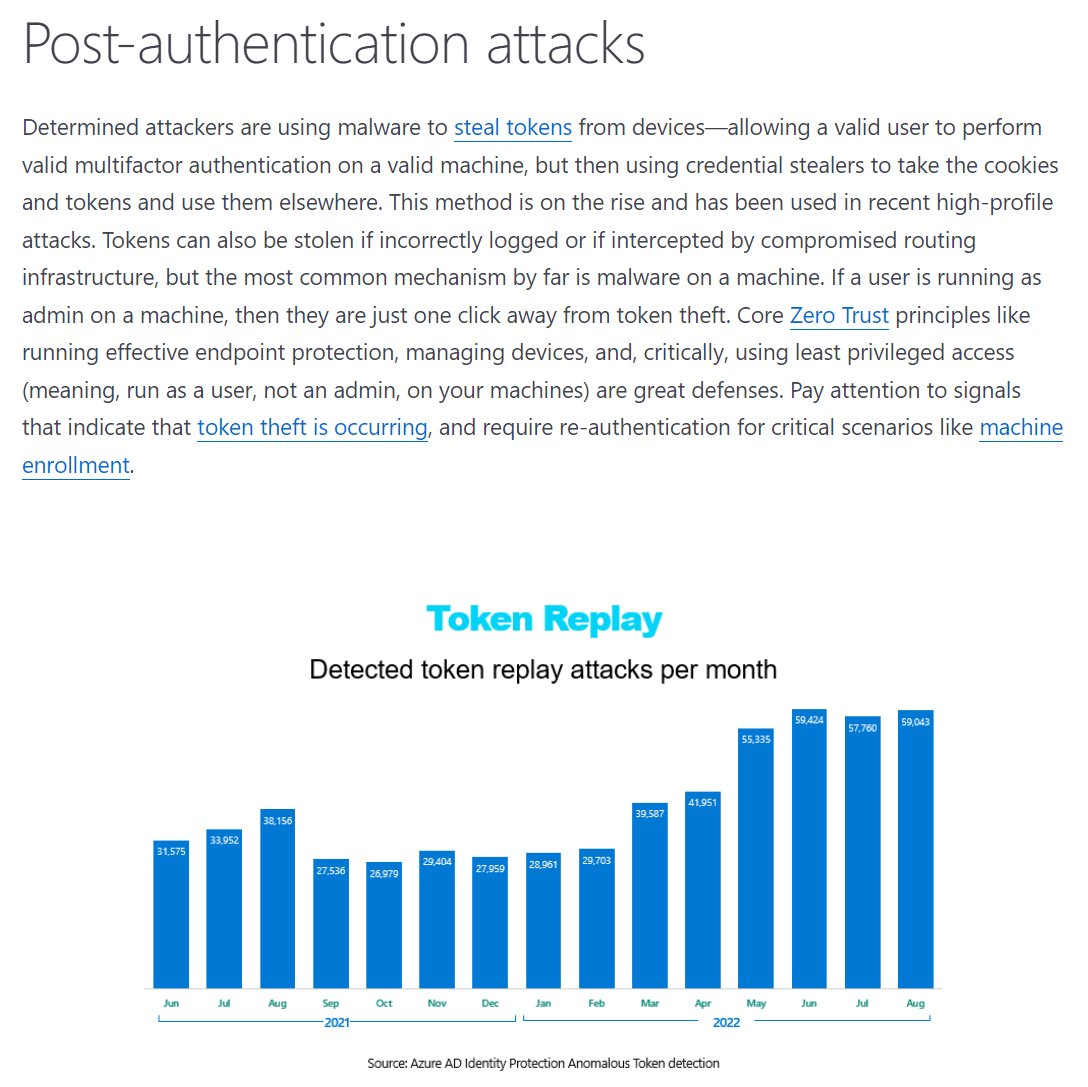 Post-authentication attacks
Determined attackers are using malware to steal tokens from devices—allowing a valid user to perform
valid multifactor authentication on a valid machine, but then using credential stealers to take the cookies
and tokens and use them elsewhere. This method is on the rise and has been used in recent high-profile
attacks. Tokens can also be stolen if incorrectly logged or if intercepted by compromised routing
infrastructure, but the most common mechanism by far is malware on a machine. If a user is running as
admin on a machine, then they are just one click away from token theft. Core Zero Trust principles like
running effective endpoint protection, managing devices, and, critically, using least privileged access
(meaning, run as a user, not an admin, on your machines) are great defenses. Pay attention to signals
that indicate that token theft is occurring, and require re-authentication for critical scenarios like machine
enrollment.
Token Replay
Detected token replay attacks per month
31,575 33,952 38,156 27,536 26,979 29,404 27,959 28,961 29,703 39,587 41,951 55,335 59,424 57,760 59,043
Jun Jul Aug Sep Oct Nov Dec Jan Feb Mar Apr May Jun Jul Aug
2021 2022
Source: Azure AD Identity Protection Anomalous Token detection